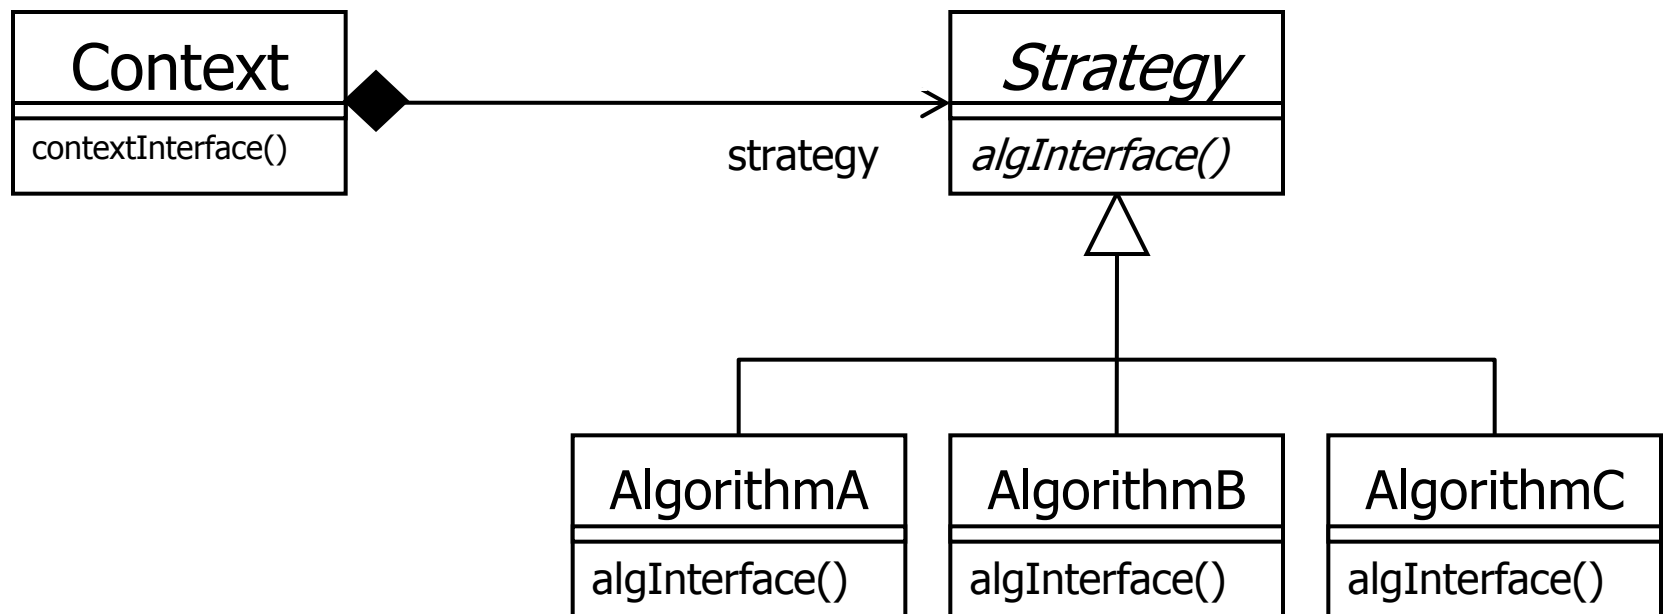 Context
Strategy
contextInterface()
strategy
algInterface()
AlgorithmA
AlgorithmB
AlgorithmC
algInterface()
algInterface()
algInterface()